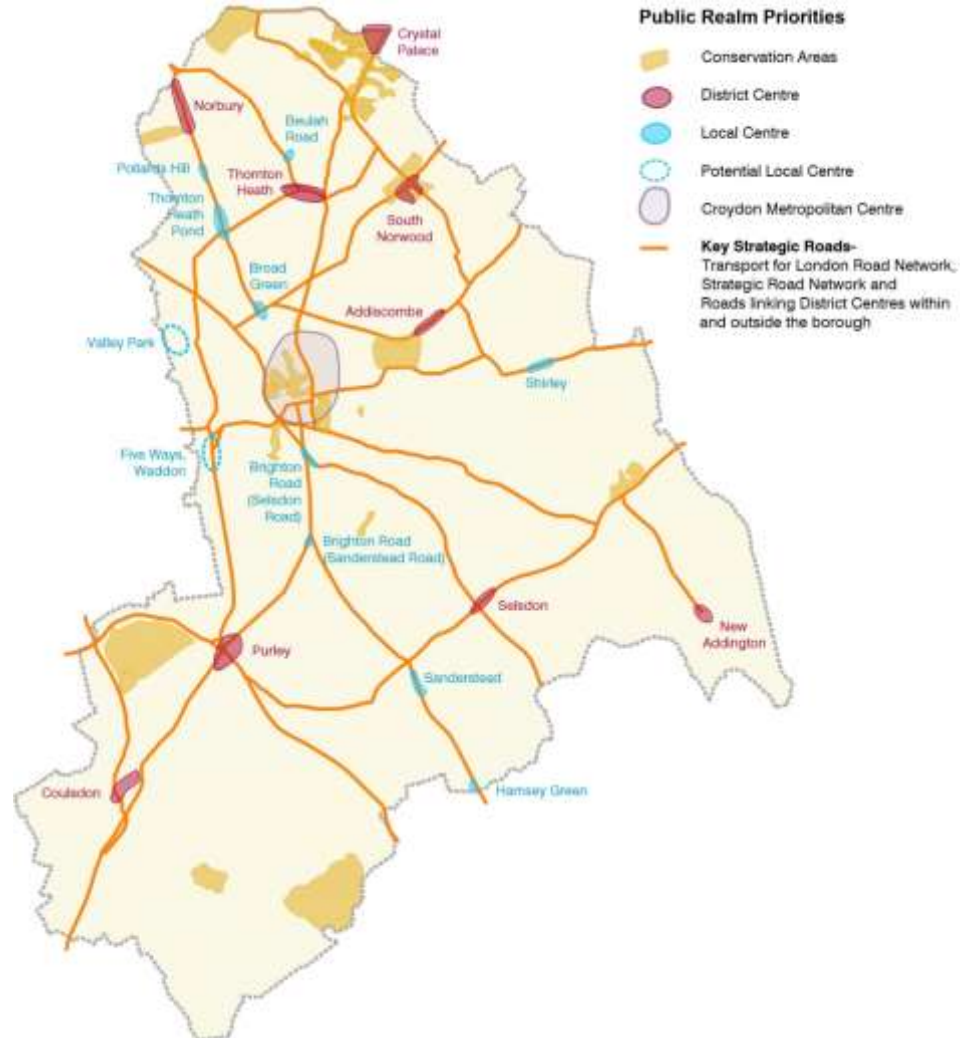 Public Realm Priorities
Conservation Areas
District Centre
Local Centre
Potential Local Centre
Croydon Metropolitan Centre
Key Strategic Roads-
Transport for London Road Network,
Strategic Road Network and
Roads linking District Centres within
and outside the borough
Crystal
Palace
Norbury
Beulah
Road
Pollards Hill
Thornton
Heath
Thornton
Heath
Pond
South
Norwood
Broad
Green
Addiscombe
Valley Park
Shirley
Five Ways,
Waddon
Brighton
Road
(Selsdon
Road)
Brighton Road
(Sanderstead Road)
Selsdon
New
Addington
Purley
Sanderstead
Coulsdon
Hamsey Green